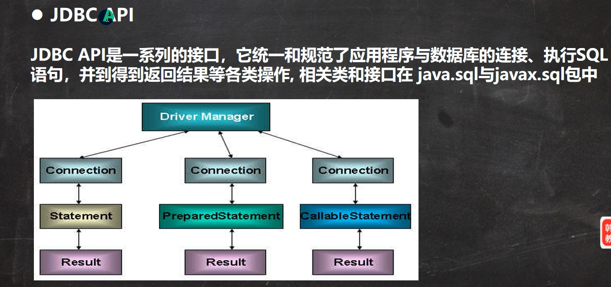 ● JDBC API
JDBC API是一系列的接口，它统一和规范了应用程序与数据库的连接、执行SQL
语句，并到得到返回结果等各类操作, 相关类和接口在 java.sql与javax.sql包中
Driver Manager
Connection Connection Connection
Statement PreparedStatement CallableStatement
Result Result Result